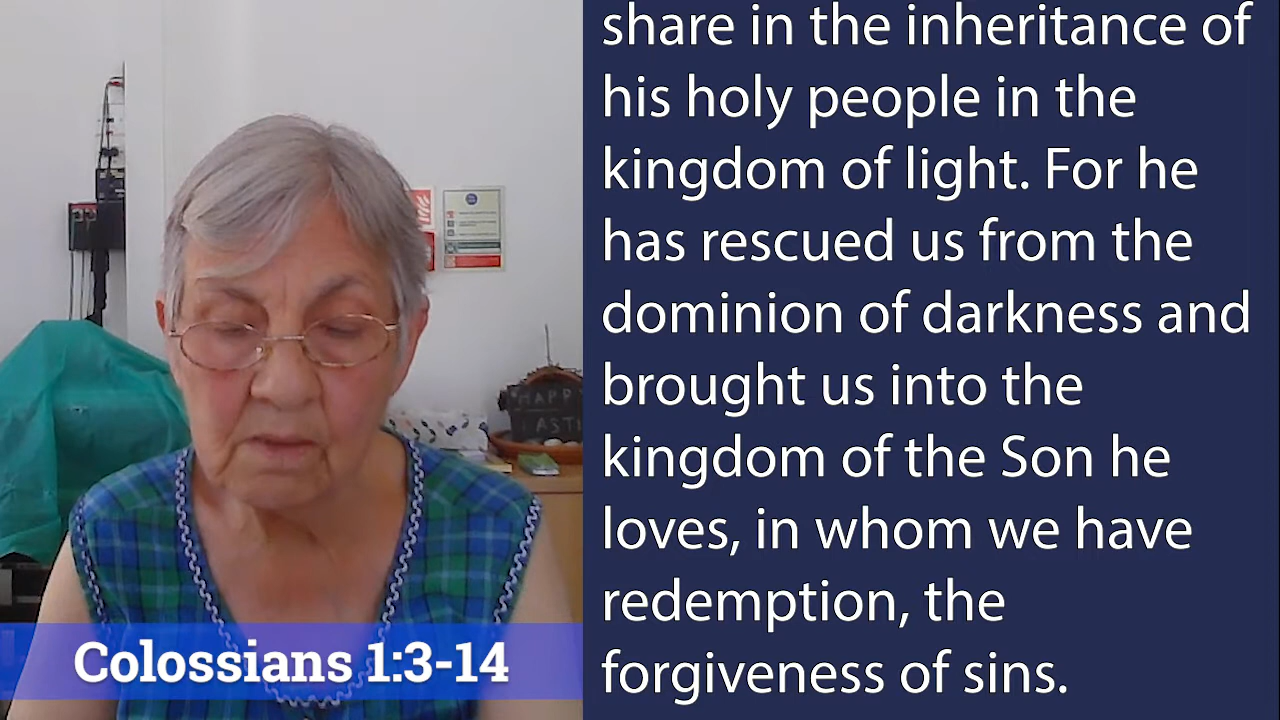 share in the inheritance of
his holy people in the
kingdom of light. For he
has rescued us from the
dominion of darkness and
brought us into the
kingdom of the Son he
loves, in whom we have
redemption, the
forgiveness of sins.
HAPPY
Colossians 1:3-14